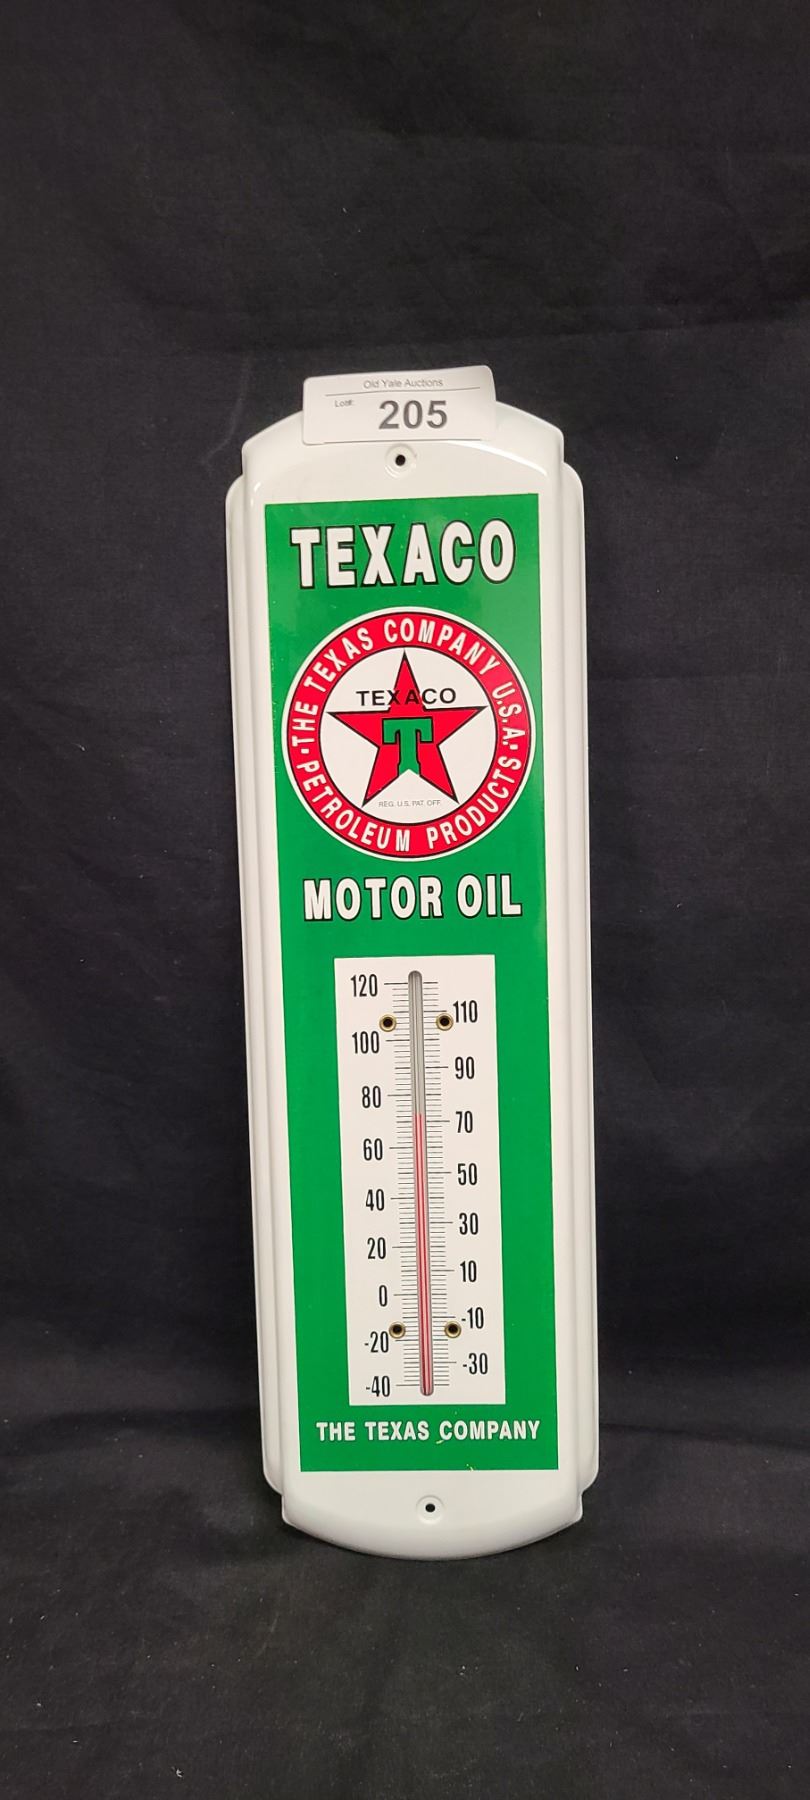 Old Yale Auctions
Lot#: 205
TEXACO
·THE TEXAS COMPANY U.S.A.·
PETROLEUM PRODUCTS
TEXACO
T
REG. U.S. PAT. OFF.
MOTOR OIL
120
110
100
90
80
70
60
50
40
30
20
10
0
-10
-20
-30
-40
THE TEXAS COMPANY